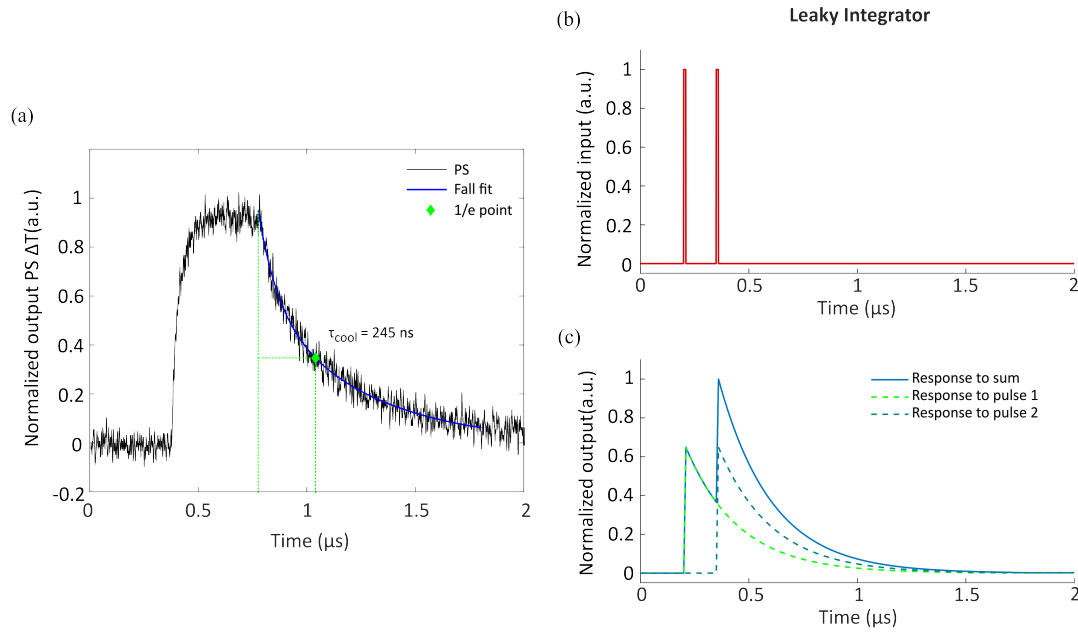 (a)
Normalized output PS ΔT(a.u.)
1
0.8
0.6
0.4
0.2
0
-0.2
0
0.5
1
1.5
2
Time (μs)
PS
Fall fit
1/e point
τcool = 245 ns
(b)
Leaky Integrator
Normalized input (a.u.)
1
0.8
0.6
0.4
0.2
0
0
0.5
1
1.5
2
Time (μs)
(c)
Normalized output(a.u.)
1
0.8
0.6
0.4
0.2
0
0
0.5
1
1.5
2
Time (μs)
Response to sum
Response to pulse 1
Response to pulse 2